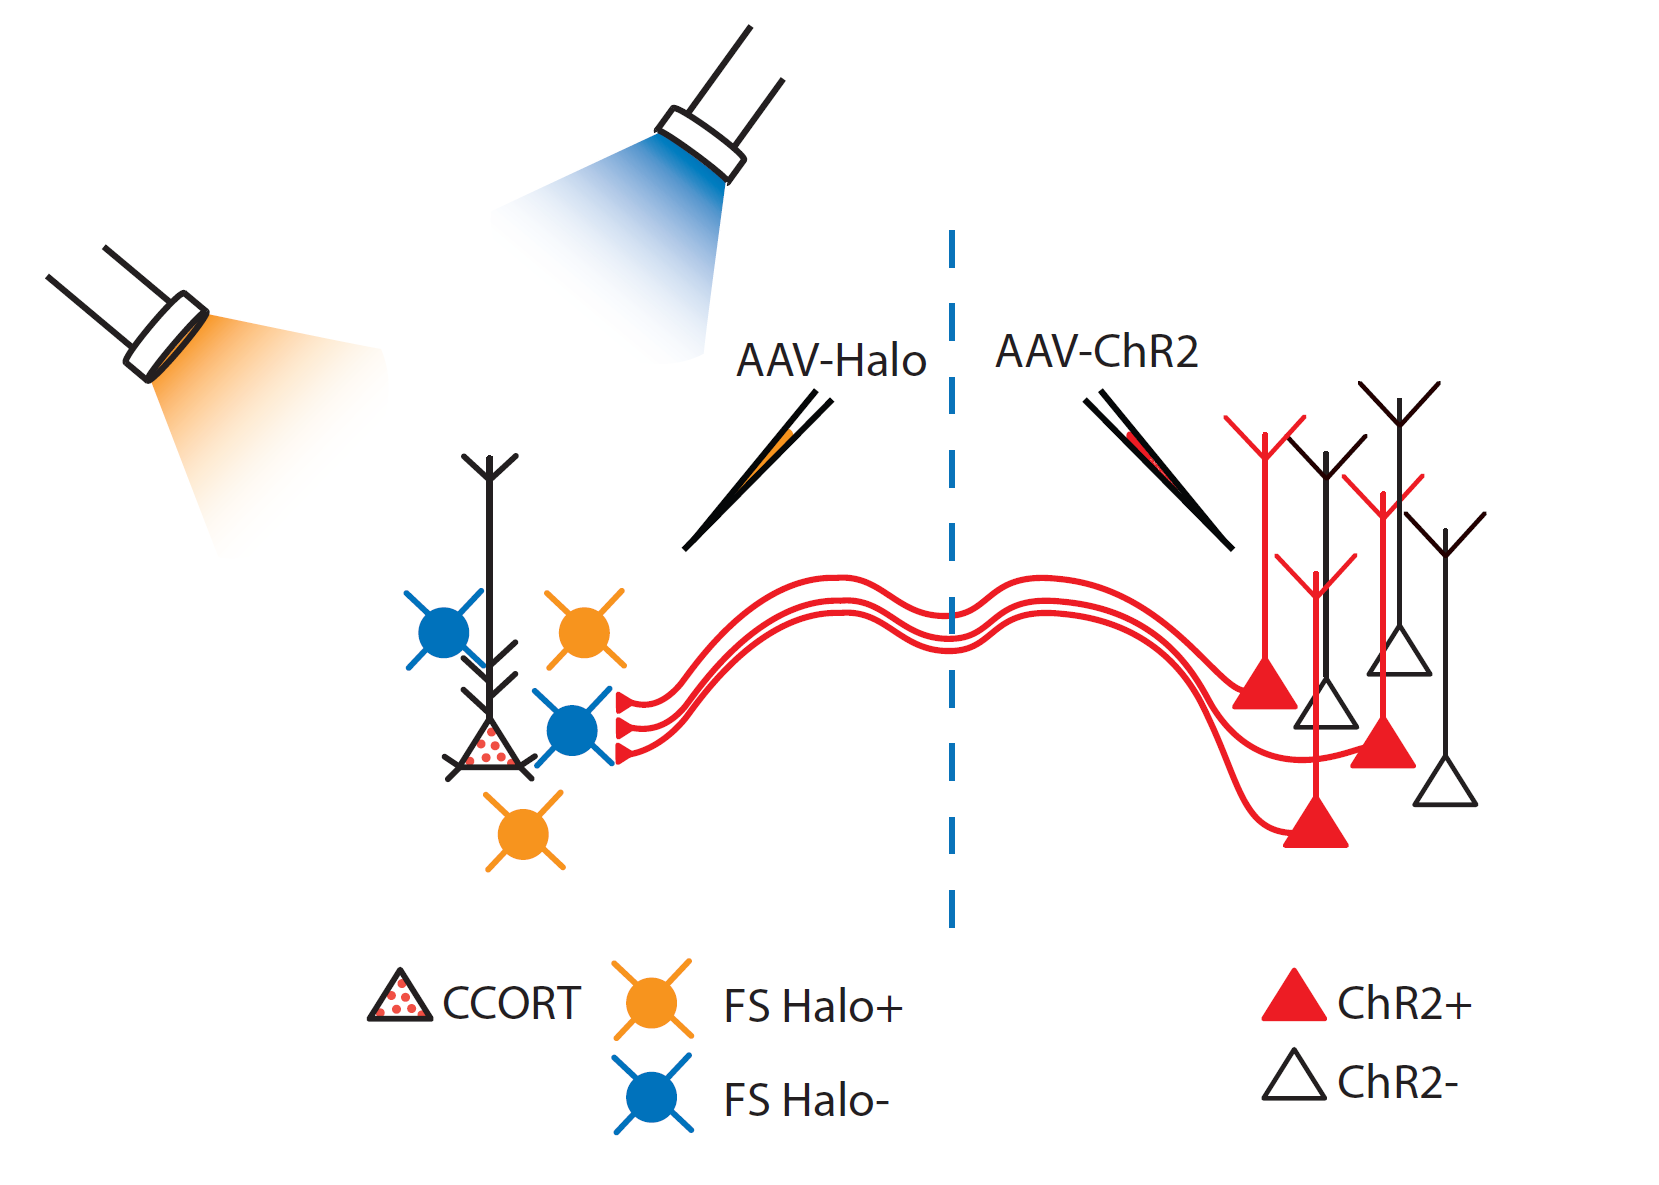 AAV-Halo
AAV-ChR2
CCORT
FS Halo+
FS Halo-
ChR2+
ChR2-